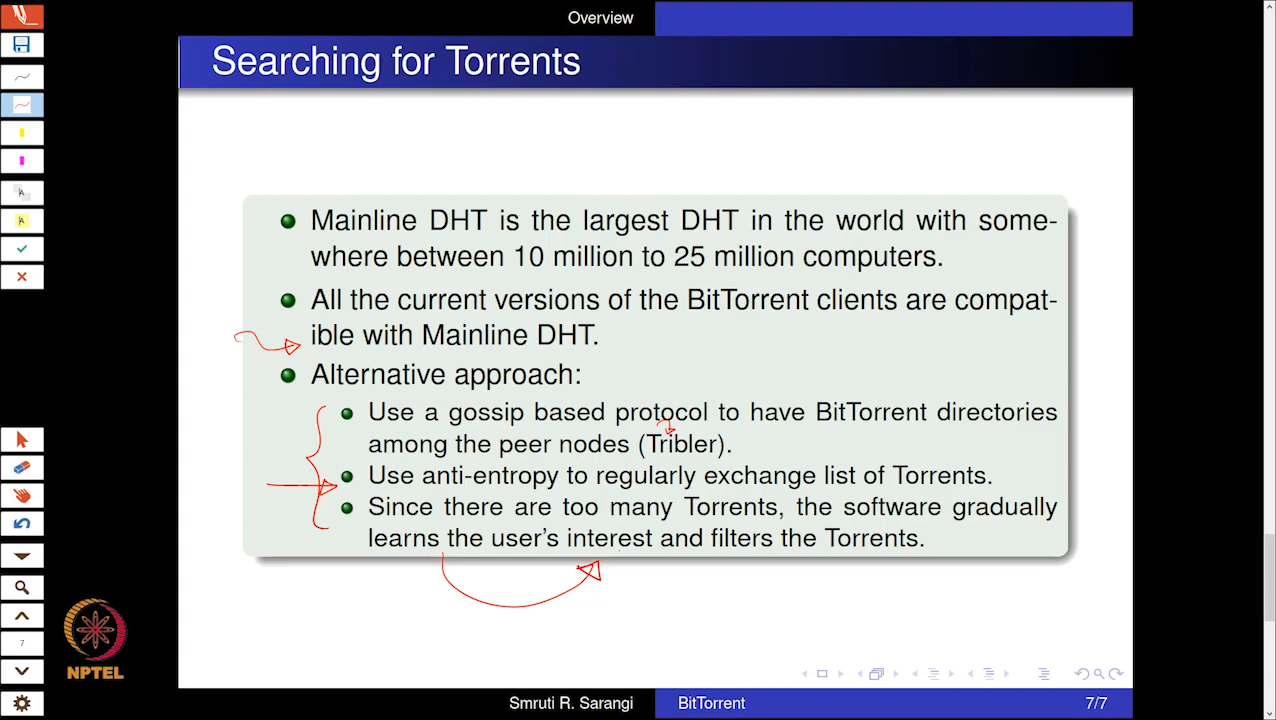 Overview
Searching for Torrents
Mainline DHT is the largest DHT in the world with some-
where between 10 million to 25 million computers.
All the current versions of the BitTorrent clients are compat-
ible with Mainline DHT.
Alternative approach:
Use a gossip based protocol to have BitTorrent directories
among the peer nodes (Tribler).
Use anti-entropy to regularly exchange list of Torrents.
Since there are too many Torrents, the software gradually
learns the user's interest and filters the Torrents.
A
A
7
NPTEL
Smruti R. Sarangi BitTorrent 7/7